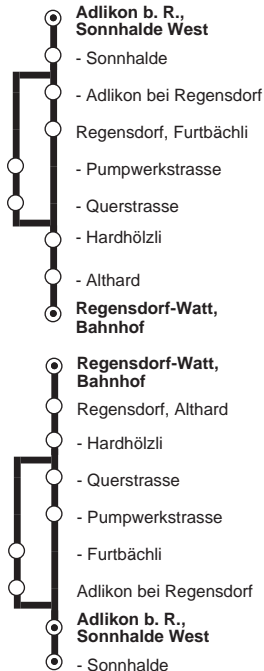 Adlikon b. R.,
Sonnhalde West
- Sonnhalde
- Adlikon bei Regensdorf
Regensdorf, Furtbächli
- Pumpwerkstrasse
- Querstrasse
- Hardhölzli
- Althard
Regensdorf-Watt,
Bahnhof
Regensdorf-Watt,
Bahnhof
Regensdorf, Althard
- Hardhölzli
- Querstrasse
- Pumpwerkstrasse
- Furtbächli
Adlikon bei Regensdorf
Adlikon b. R.,
Sonnhalde West
- Sonnhalde